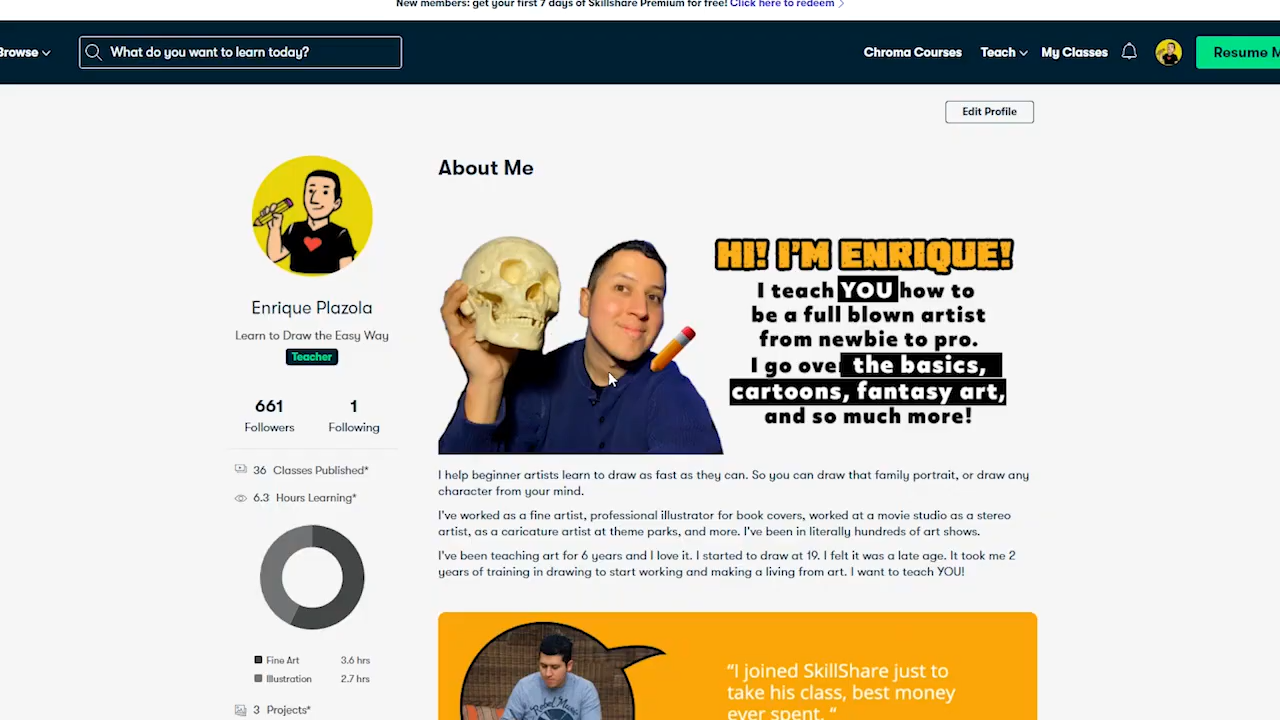 New members: get your first 7 days of Skillshare Premium for free! Click here to redeem
Browse
What do you want to learn today?
Chroma Courses
Teach
My Classes
Resume M
Edit Profile
About Me
HI! I'M ENRIQUE!
I teach YOU how to
be a full blown artist
from newbie to pro.
I go over the basics,
cartoons, fantasy art,
and so much more!
Enrique Plazola
Learn to Draw the Easy Way
Teacher
661
Followers
1
Following
36 Classes Published*
6.3 Hours Learning*
Fine Art 3.6 hrs
Illustration 2.7 hrs
3 Projects*
I help beginner artists learn to draw as fast as they can. So you can draw that family portrait, or draw any
character from your mind.
I've worked as a fine artist, professional illustrator for book covers, worked at a movie studio as a stereo
artist, as a caricature artist at theme parks, and more. I've been in literally hundreds of art shows.
I've been teaching art for 6 years and I love it. I started to draw at 19. I felt it was a late age. It took me 2
years of training in drawing to start working and making a living from art. I want to teach YOU!
"I joined SkillShare just to
take his class, best money
ever spent. "